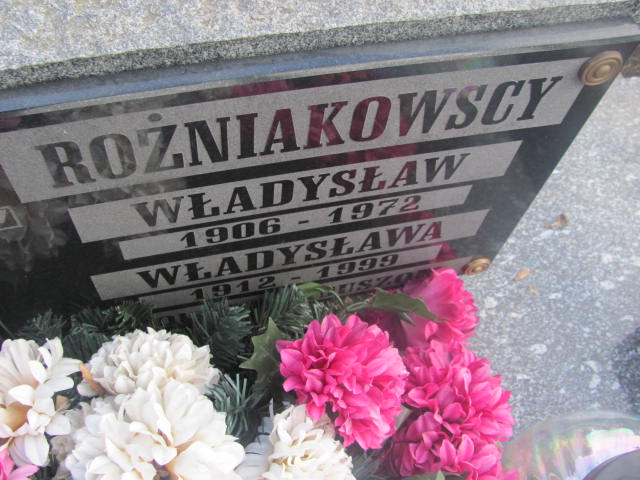 ROŻNIAKOWSCY
WŁADYSŁAW
1906 - 1972
WŁADYSŁAWA
1912 - 1999